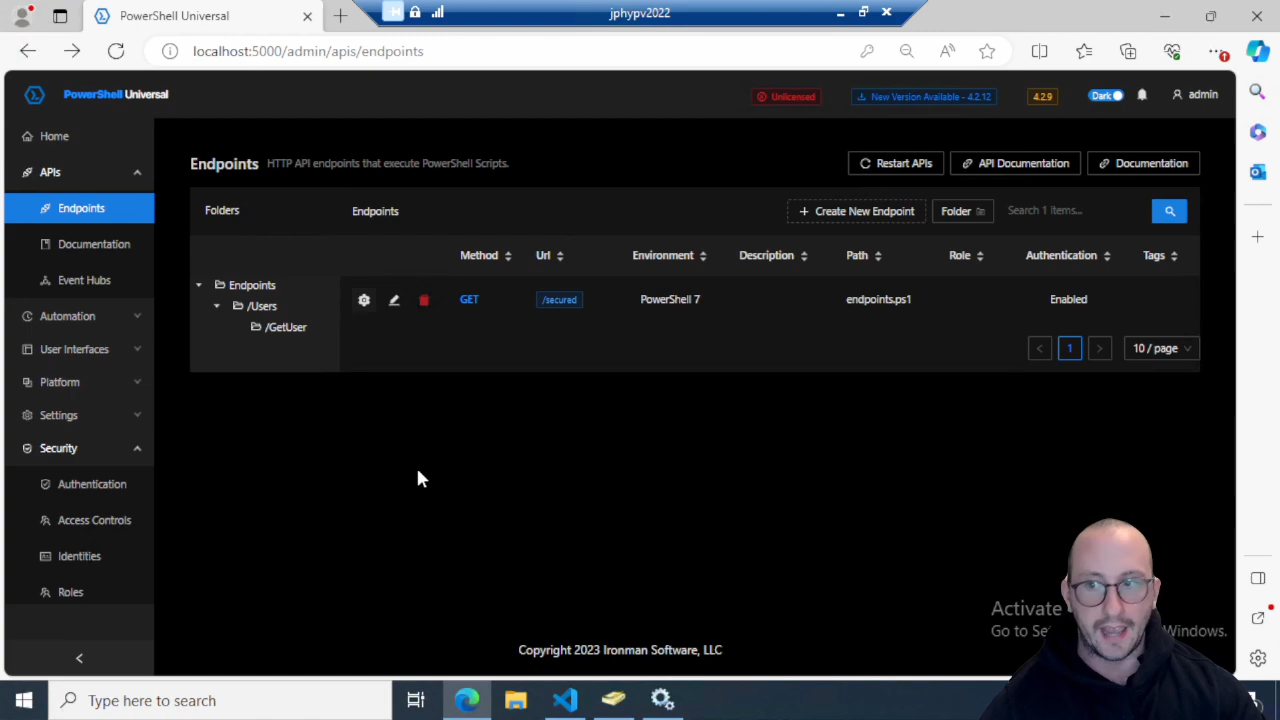 PowerShell Universal
jphypv2022
localhost:5000/admin/apis/endpoints
PowerShell Universal
Unlicensed
New Version Available - 4.2.12
4.2.9
Dark
admin
Home
APIs
Endpoints
Documentation
Event Hubs
Automation
User Interfaces
Platform
Settings
Security
Authentication
Access Controls
Identities
Roles
Endpoints HTTP API endpoints that execute PowerShell Scripts.
Restart APIs
API Documentation
Documentation
Folders
Endpoints
Create New Endpoint
Folder
Search 1 items...
Method Url Environment Description Path Role Authentication Tags
Endpoints
/Users
/GetUser
GET /secured PowerShell 7 endpoints.ps1 Enabled
1
10 / page
Copyright 2023 Ironman Software, LLC
Activate
Go to Se Windows.
Type here to search